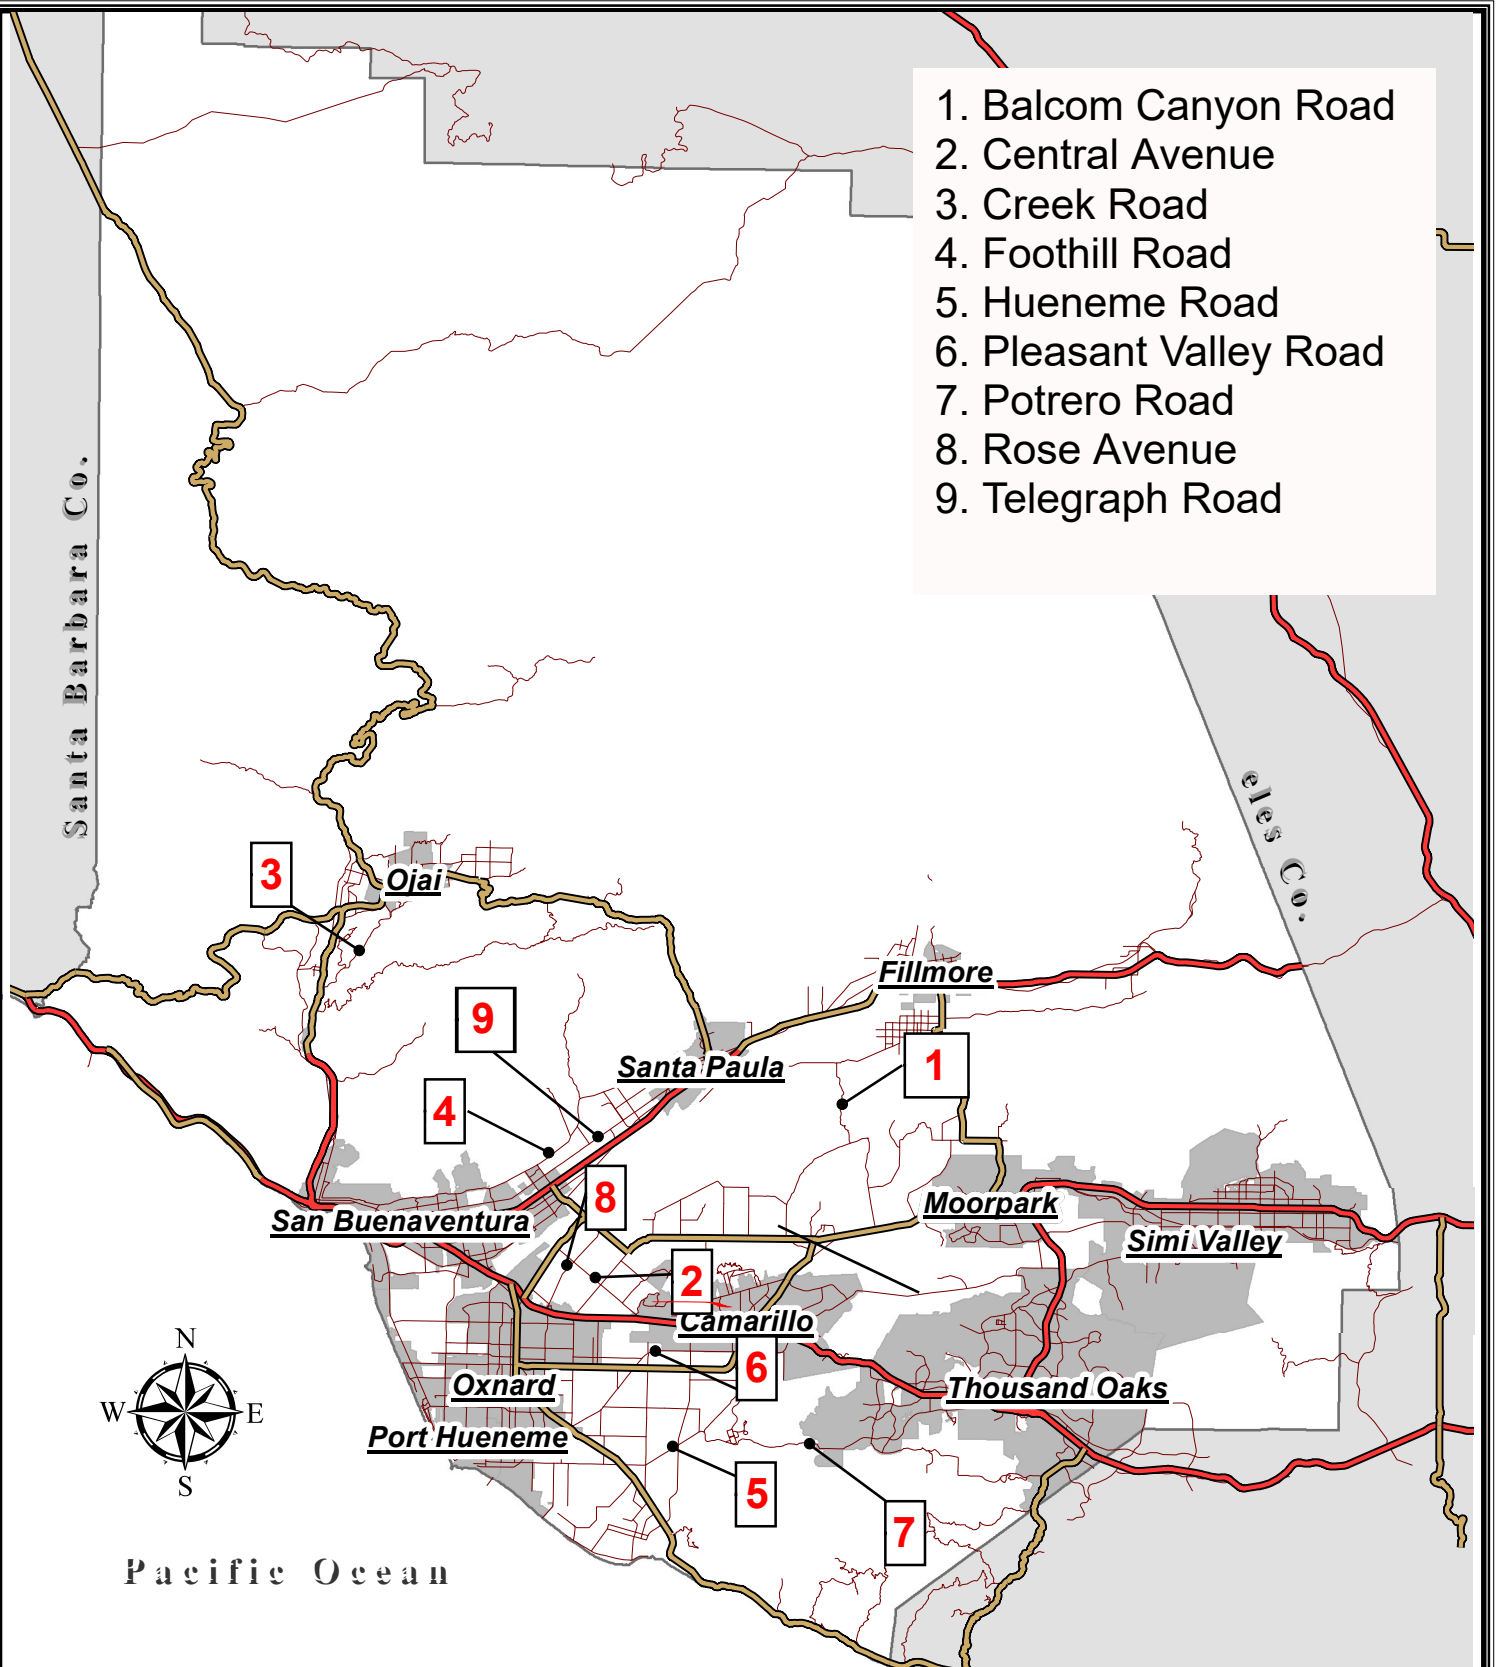 1. Balcom Canyon Road
2. Central Avenue
3. Creek Road
4. Foothill Road
5. Hueneme Road
6. Pleasant Valley Road
7. Potrero Road
8. Rose Avenue
9. Telegraph Road
Santa Barbara Co.
eles Co.
3
Ojai
Fillmore
9
Santa Paula
1
4
8
Moorpark
San Buenaventura
Simi Valley
2
Camarillo
6
Oxnard
Thousand Oaks
Port Hueneme
5
7
N
W
E
S
Pacific Ocean